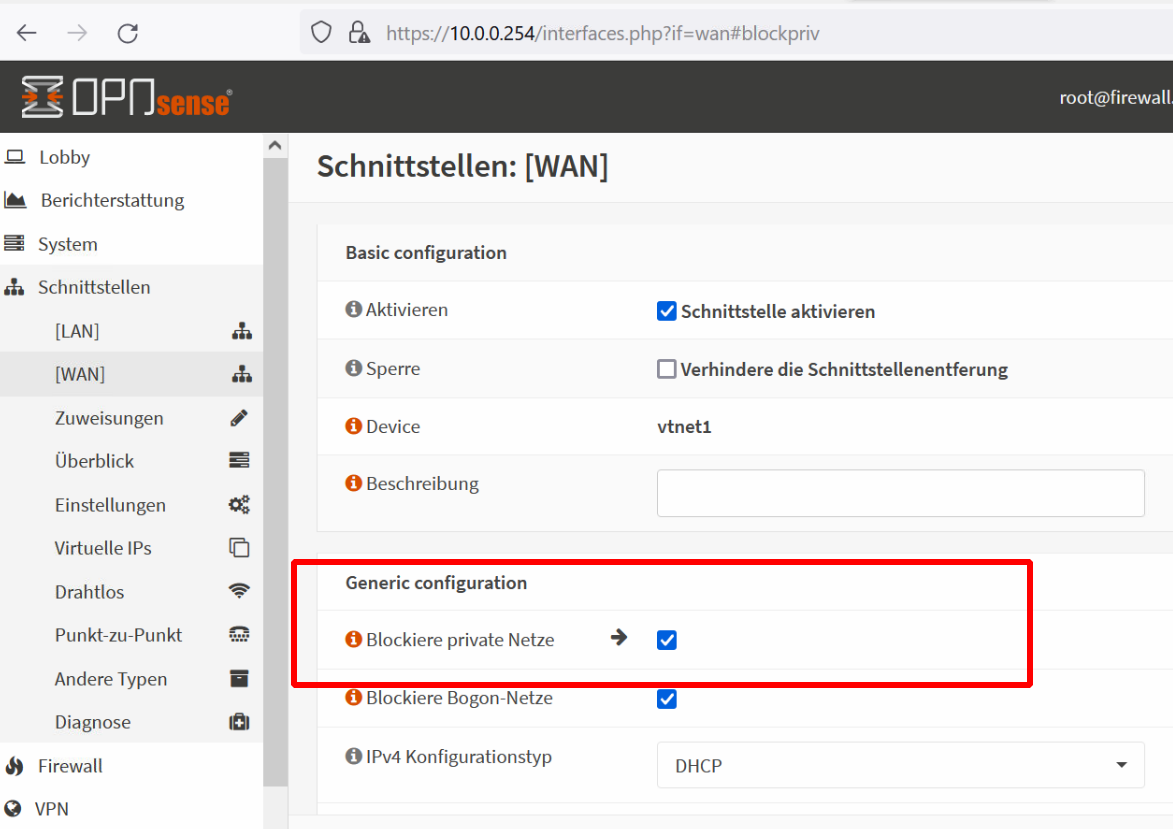 https://10.0.0.254/interfaces.php?if=wan#blockpriv
OPNsense®
root@firewall.
Lobby
Berichterstattung
System
Schnittstellen
[LAN]
[WAN]
Zuweisungen
Überblick
Einstellungen
Virtuelle IPs
Drahtlos
Punkt-zu-Punkt
Andere Typen
Diagnose
Firewall
VPN
Schnittstellen: [WAN]
Basic configuration
Aktivieren Schnittstelle aktivieren
Sperre Verhindere die Schnittstellenentferung
Device vtnet1
Beschreibung
Generic configuration
Blockiere private Netze
Blockiere Bogon-Netze
IPv4 Konfigurationstyp DHCP